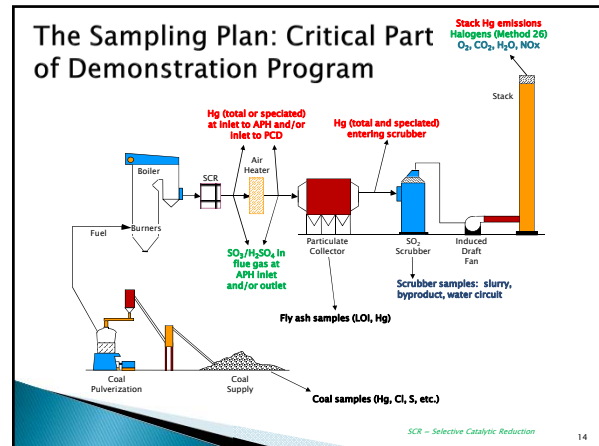 The Sampling Plan: Critical Part
of Demonstration Program
Stack Hg emissions
Halogens (Method 26)
O₂, CO₂, H₂O, NOx
Stack
Hg (total or speciated)
at inlet to APH and/or
inlet to PCD
Hg (total and speciated)
entering scrubber
Boiler
SCR
Air
Heater
Fuel
Burners
SO₃/H₂SO₄ in
flue gas at
APH inlet
and/or outlet
Particulate
Collector
SO₂
Scrubber
Induced
Draft
Fan
Scrubber samples: slurry,
byproduct, water circuit
Fly ash samples (LOI, Hg)
Coal
Pulverization
Coal
Supply
Coal samples (Hg, Cl, S, etc.)
SCR - Selective Catalytic Reduction
14